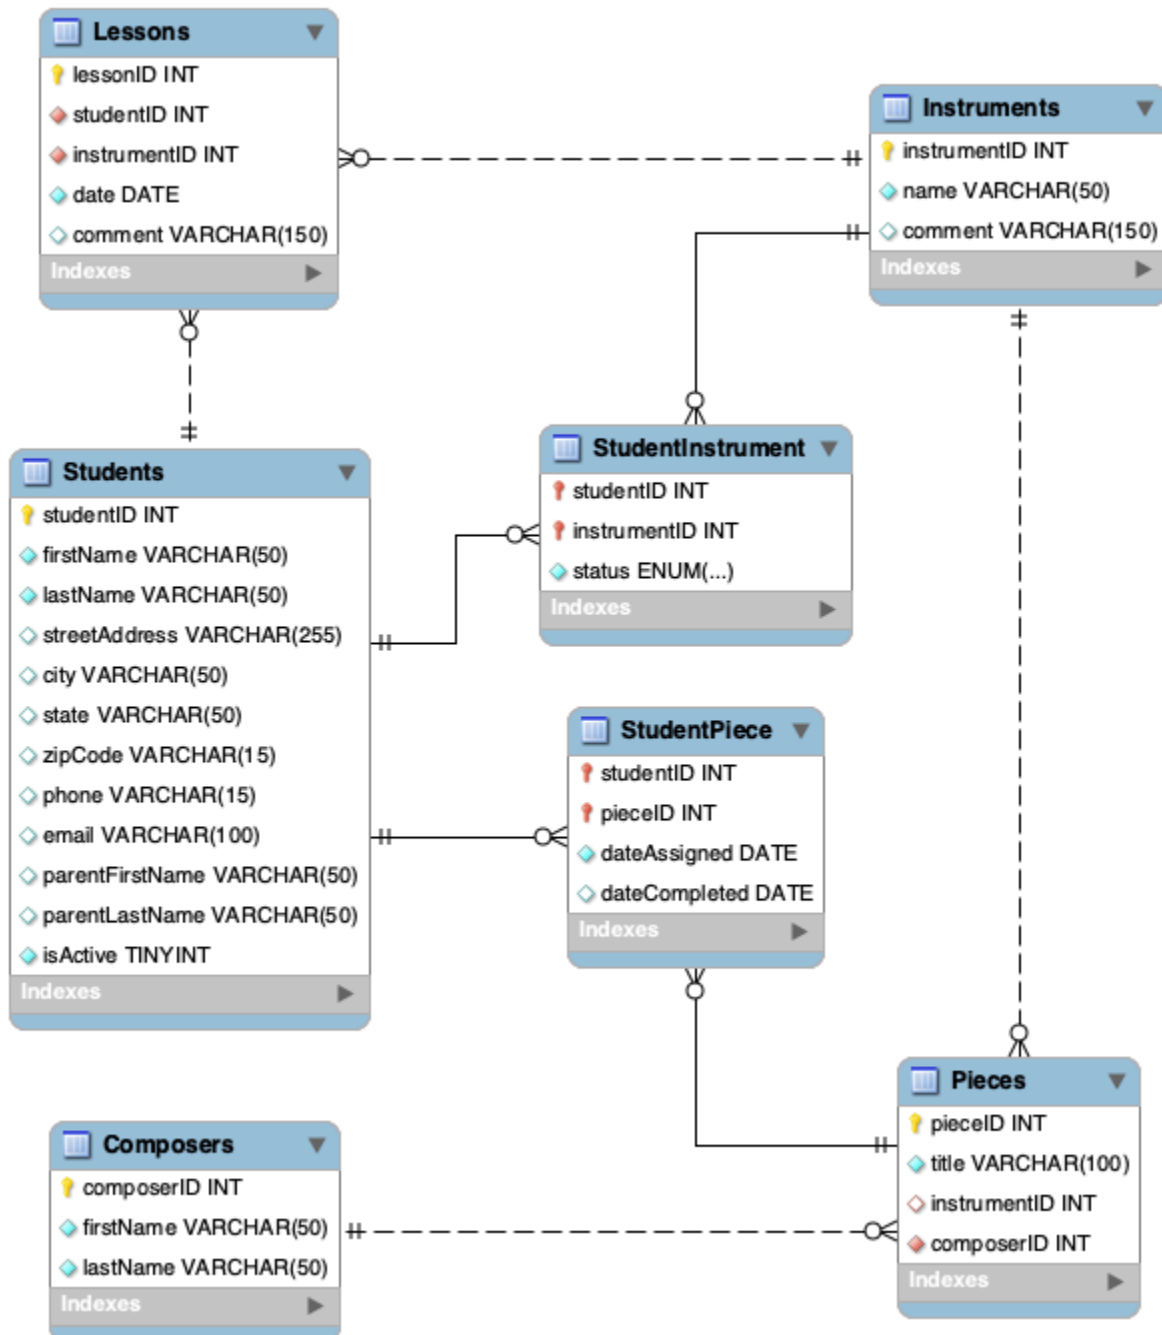 Lessons
lessonID INT
studentID INT
instrumentID INT
date DATE
comment VARCHAR(150)
Indexes
Instruments
instrumentID INT
name VARCHAR(50)
comment VARCHAR(150)
Indexes
Students
studentID INT
firstName VARCHAR(50)
lastName VARCHAR(50)
streetAddress VARCHAR(255)
city VARCHAR(50)
state VARCHAR(50)
zipCode VARCHAR(15)
phone VARCHAR(15)
email VARCHAR(100)
parentFirstName VARCHAR(50)
parentLastName VARCHAR(50)
isActive TINYINT
Indexes
StudentInstrument
studentID INT
instrumentID INT
status ENUM(...)
Indexes
StudentPiece
studentID INT
pieceID INT
dateAssigned DATE
dateCompleted DATE
Indexes
Composers
composerID INT
firstName VARCHAR(50)
lastName VARCHAR(50)
Indexes
Pieces
pieceID INT
title VARCHAR(100)
instrumentID INT
composerID INT
Indexes